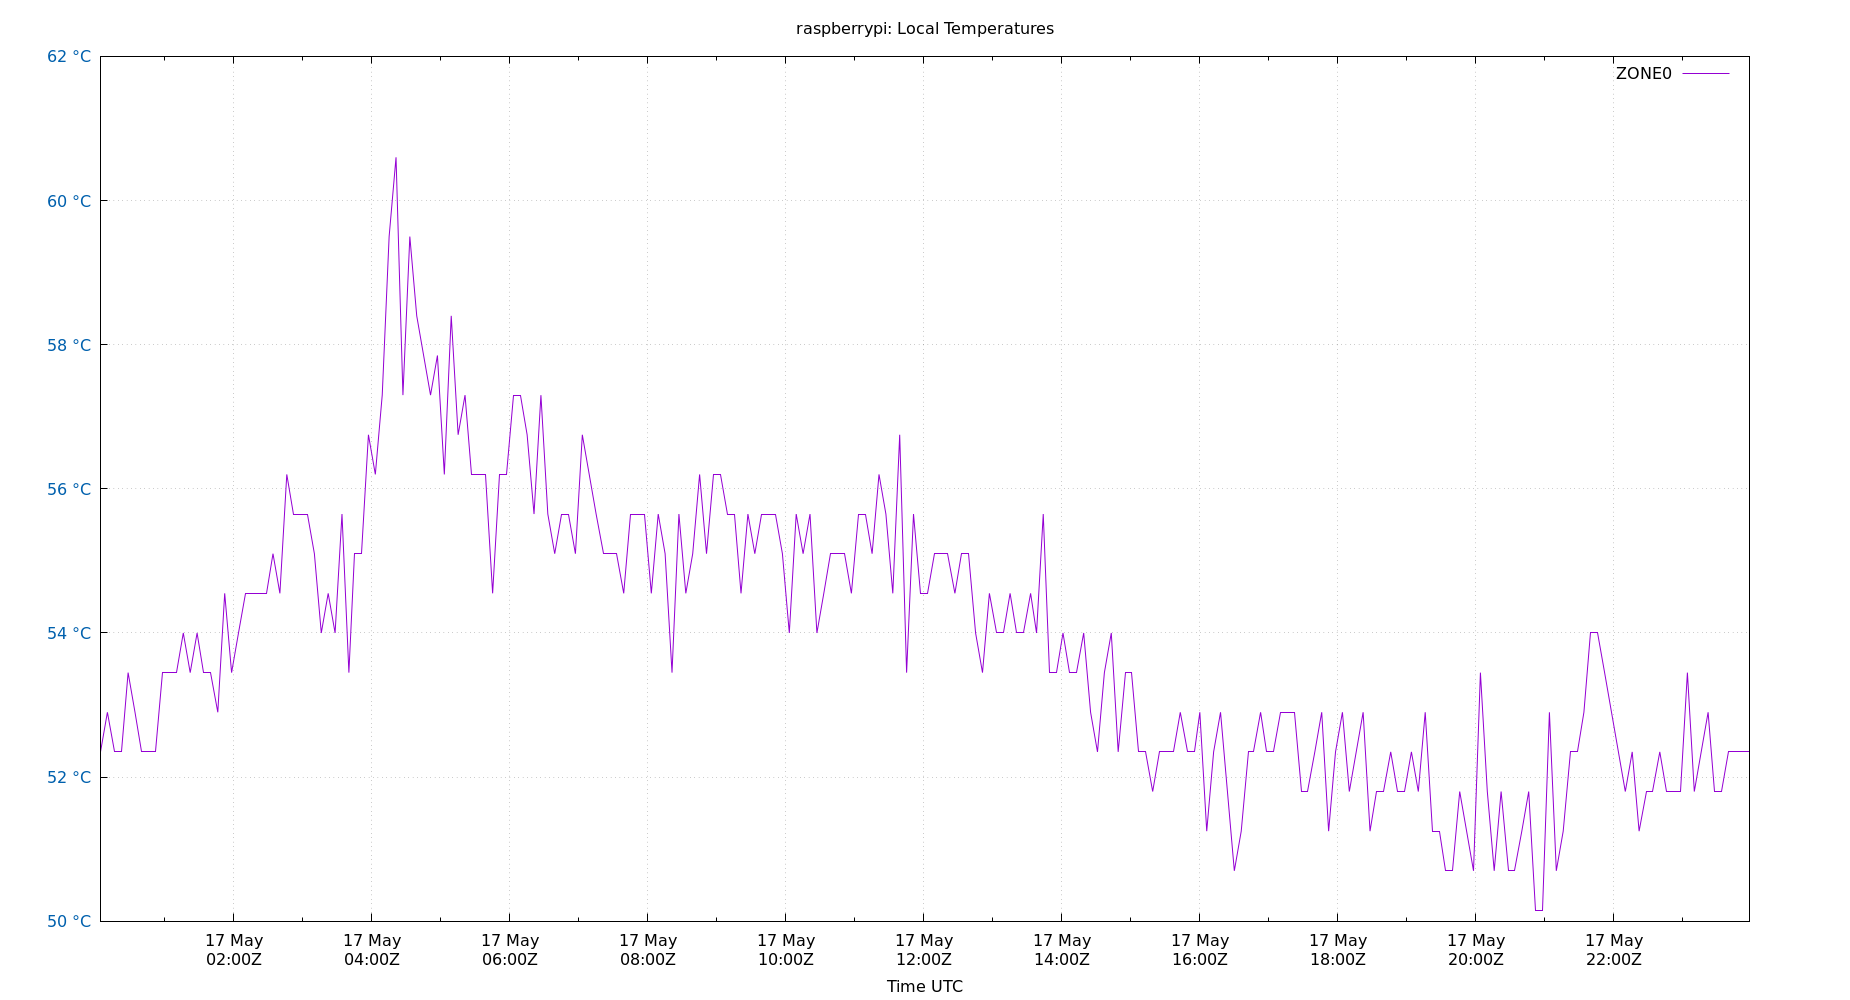 raspberrypi: Local Temperatures
ZONE0
62 °C
60 °C
58 °C
56 °C
54 °C
52 °C
50 °C
17 May 17 May 17 May 17 May 17 May 17 May 17 May 17 May 17 May 17 May 17 May
02:00Z 04:00Z 06:00Z 08:00Z 10:00Z 12:00Z 14:00Z 16:00Z 18:00Z 20:00Z 22:00Z
Time UTC